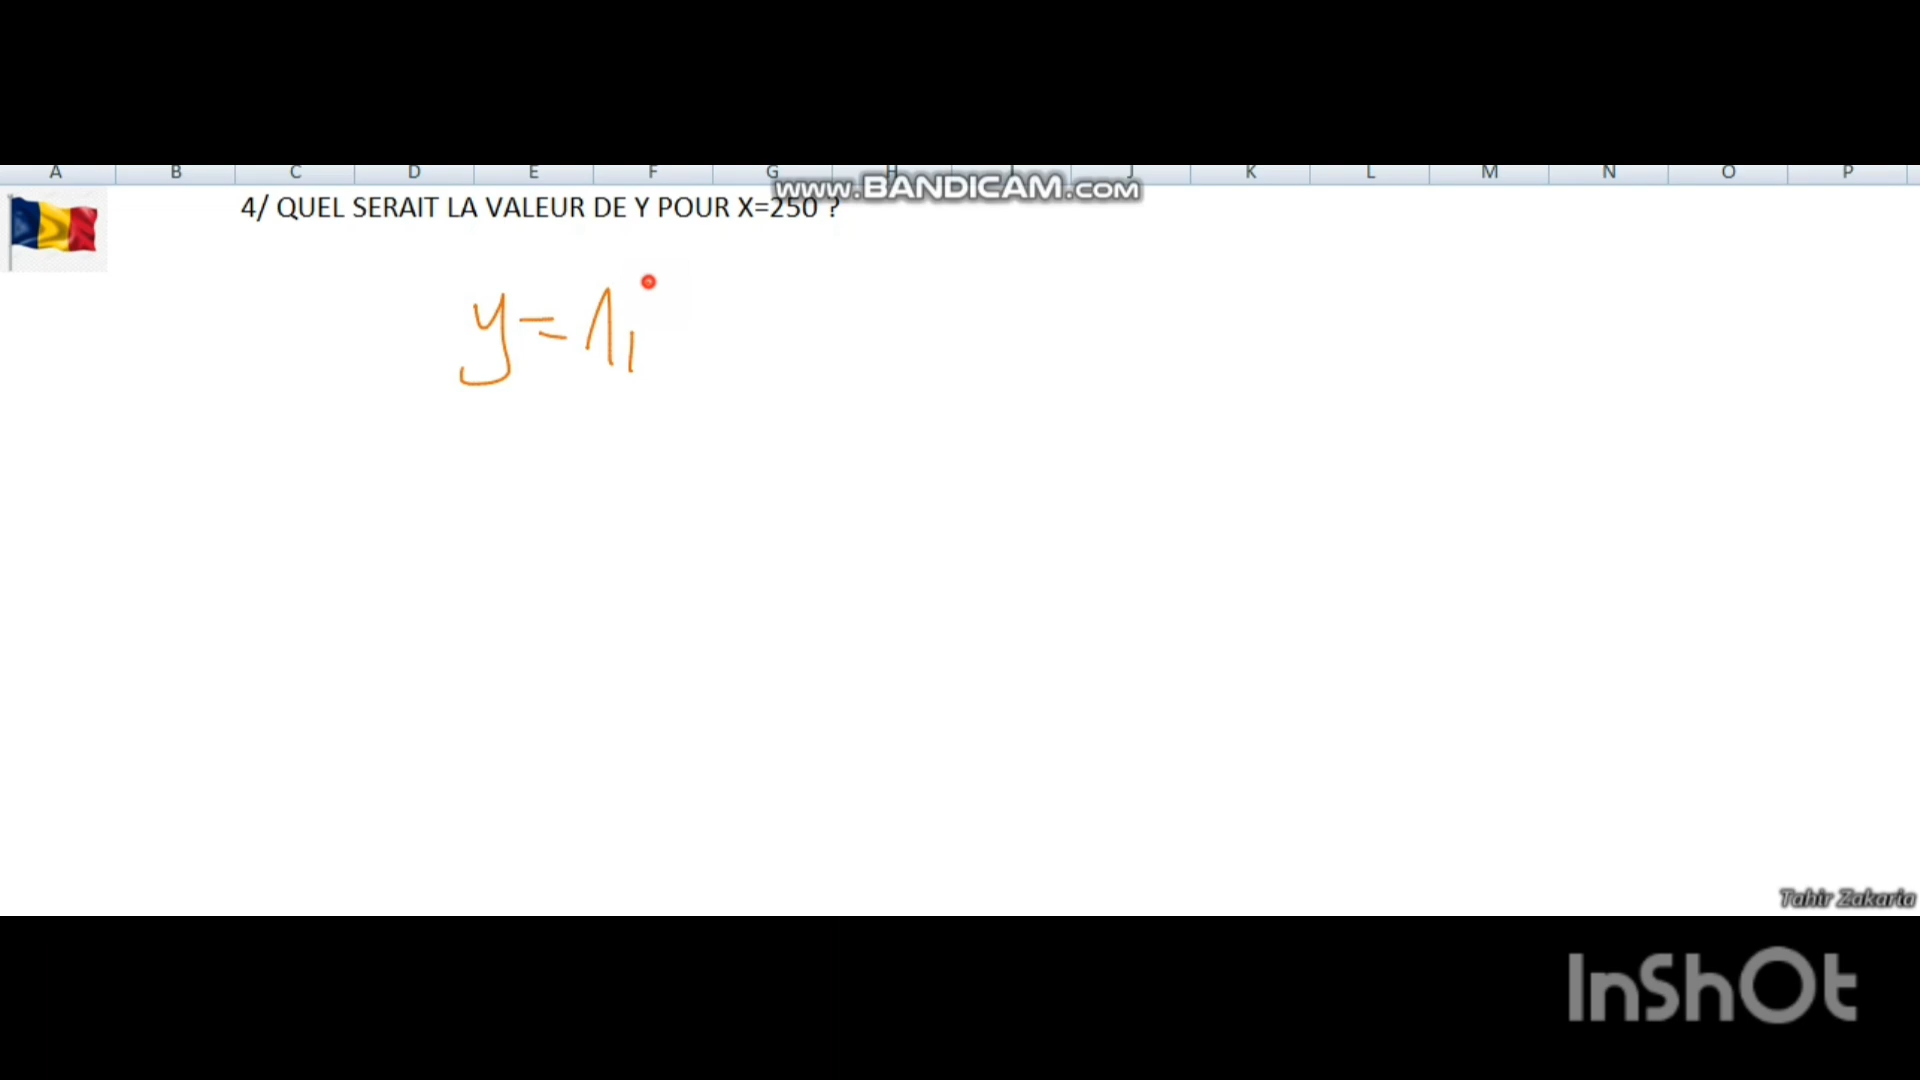 A B C D E F G H I J K L M N O P
www.BANDICAM.com
4/ QUEL SERAIT LA VALEUR DE Y POUR X=250 ?
y=1,
Tahir Zakaria
InShOt